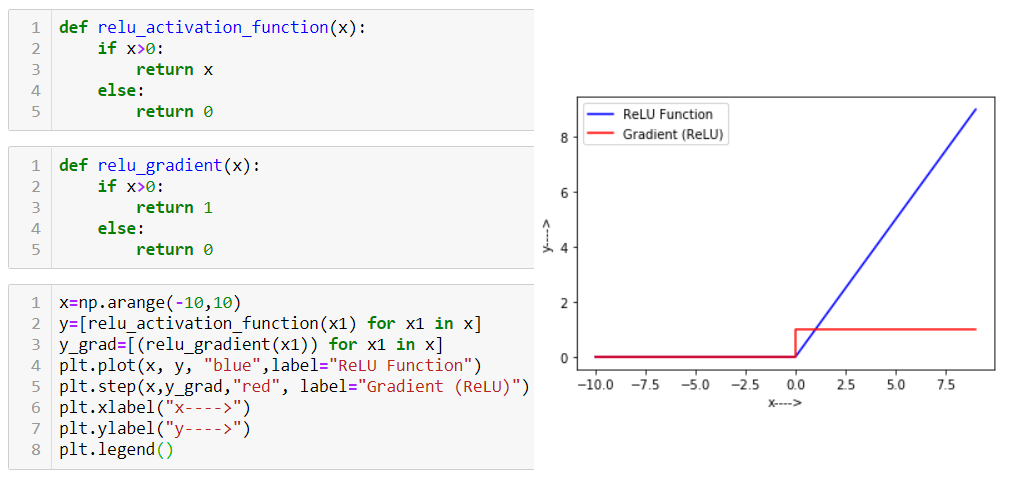 1 def relu_activation_function(x):
2     if x>0:
3         return x
4     else:
5         return 0
1 def relu_gradient(x):
2     if x>0:
3         return 1
4     else:
5         return 0
1 x=np.arange(-10,10)
2 y=[relu_activation_function(x1) for x1 in x]
3 y_grad=[(relu_gradient(x1)) for x1 in x]
4 plt.plot(x, y, "blue",label="ReLU Function")
5 plt.step(x,y_grad,"red", label="Gradient (ReLU)")
6 plt.xlabel("x---->")
7 plt.ylabel("y---->")
8 plt.legend()
ReLU Function
Gradient (ReLU)
8
6
4
2
0
y---->
−10.0 −7.5 −5.0 −2.5 0.0 2.5 5.0 7.5
x---->